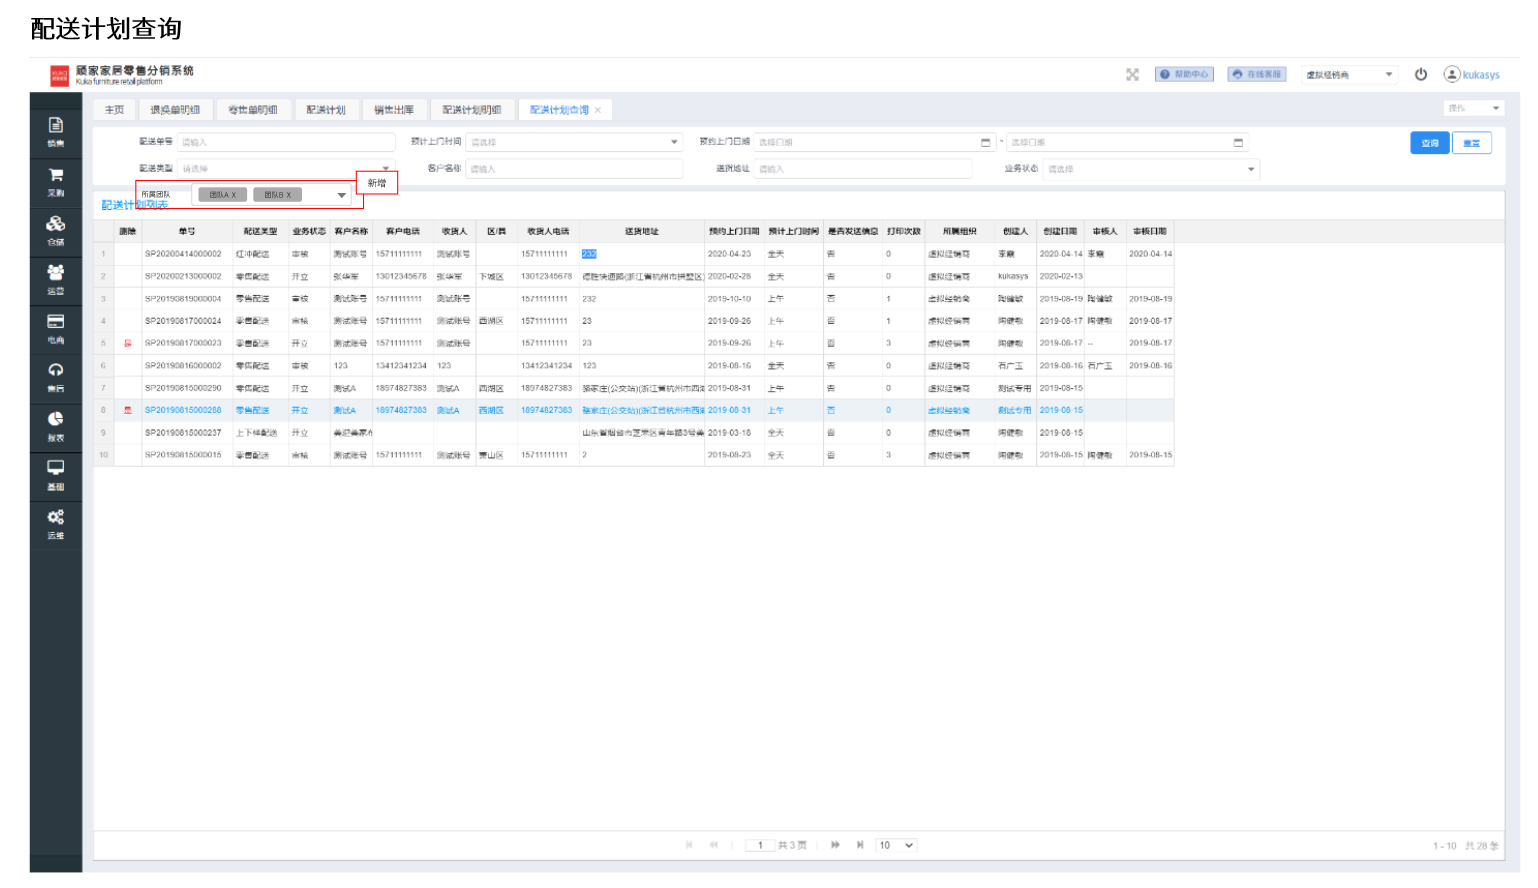 配送计划查询
顾家家居零售分销系统
Kuka furniture retail platform
帮助中心 在线客服 虚拟经销商 kukasys
主页 退换单明细 零售单明细 配送计划 销售出库 配送计划明细 配送计划查询 × 操作
配送单号 请输入 预计上门时间 请选择 预约上门日期 选择日期 ~ 选择日期 查询 重置
配送类型 请选择 客户名称 请输入 送货地址 请输入 业务状态 请选择
新增
所属团队 团队A X 团队B X
配送计划列表
销售
采购
仓储
运营
电商
售后
报表
基础
运维
删除 单号 配送类型 业务状态 客户名称 客户电话 收货人 区/县 收货人电话 送货地址 预约上门日期 预计上门时间 是否发送信息 打印次数 所属组织 创建人 创建日期 审核人 审核日期
1 SP20200414000002 红冲配送 审核 测试账号 15711111111 测试账号 15711111111 232 2020-04-23 全天 否 0 虚拟经销商 李霞 2020-04-14 李霞 2020-04-14
2 SP20200213000002 零售配送 开立 张华军 13012345678 张华军 下城区 13012345678 德胜快速路(浙江省杭州市拱墅区) 2020-02-28 全天 否 0 虚拟经销商 kukasys 2020-02-13
3 SP20190819000004 零售配送 审核 测试账号 15711111111 测试账号 15711111111 232 2019-10-10 上午 否 1 虚拟经销商 陶健敏 2019-08-19 陶健敏 2019-08-19
4 SP20190817000024 零售配送 审核 测试账号 15711111111 测试账号 西湖区 15711111111 23 2019-09-26 上午 否 1 虚拟经销商 陶健敏 2019-08-17 陶健敏 2019-08-17
5 是 SP20190817000023 零售配送 开立 测试账号 15711111111 测试账号 15711111111 23 2019-09-26 上午 否 3 虚拟经销商 陶健敏 2019-08-17 -- 2019-08-17
6 SP20190816000002 零售配送 审核 123 13412341234 123 13412341234 123 2019-08-16 全天 否 0 虚拟经销商 石广玉 2019-08-16 石广玉 2019-08-16
7 SP20190815000290 零售配送 开立 测试A 18974827383 测试A 西湖区 18974827383 骆家庄(公交站)(浙江省杭州市西湖 2019-08-31 上午 否 0 虚拟经销商 测试专用 2019-08-15
8 是 SP20190815000288 零售配送 开立 测试A 18974827383 测试A 西湖区 18974827383 骆家庄(公交站)(浙江省杭州市西湖 2019-08-31 上午 否 0 虚拟经销商 测试专用 2019-08-15
9 SP20190815000237 上下样配送 开立 山东省烟台市芝罘区青年路3号 2019-03-18 全天 否 0 虚拟经销商 陶健敏 2019-08-15
10 SP20190815000015 零售配送 审核 测试账号 15711111111 测试账号 萧山区 15711111111 2 2019-08-23 全天 否 3 虚拟经销商 陶健敏 2019-08-15 陶健敏 2019-08-15
1 共3页 10 1 - 10 共 28 条